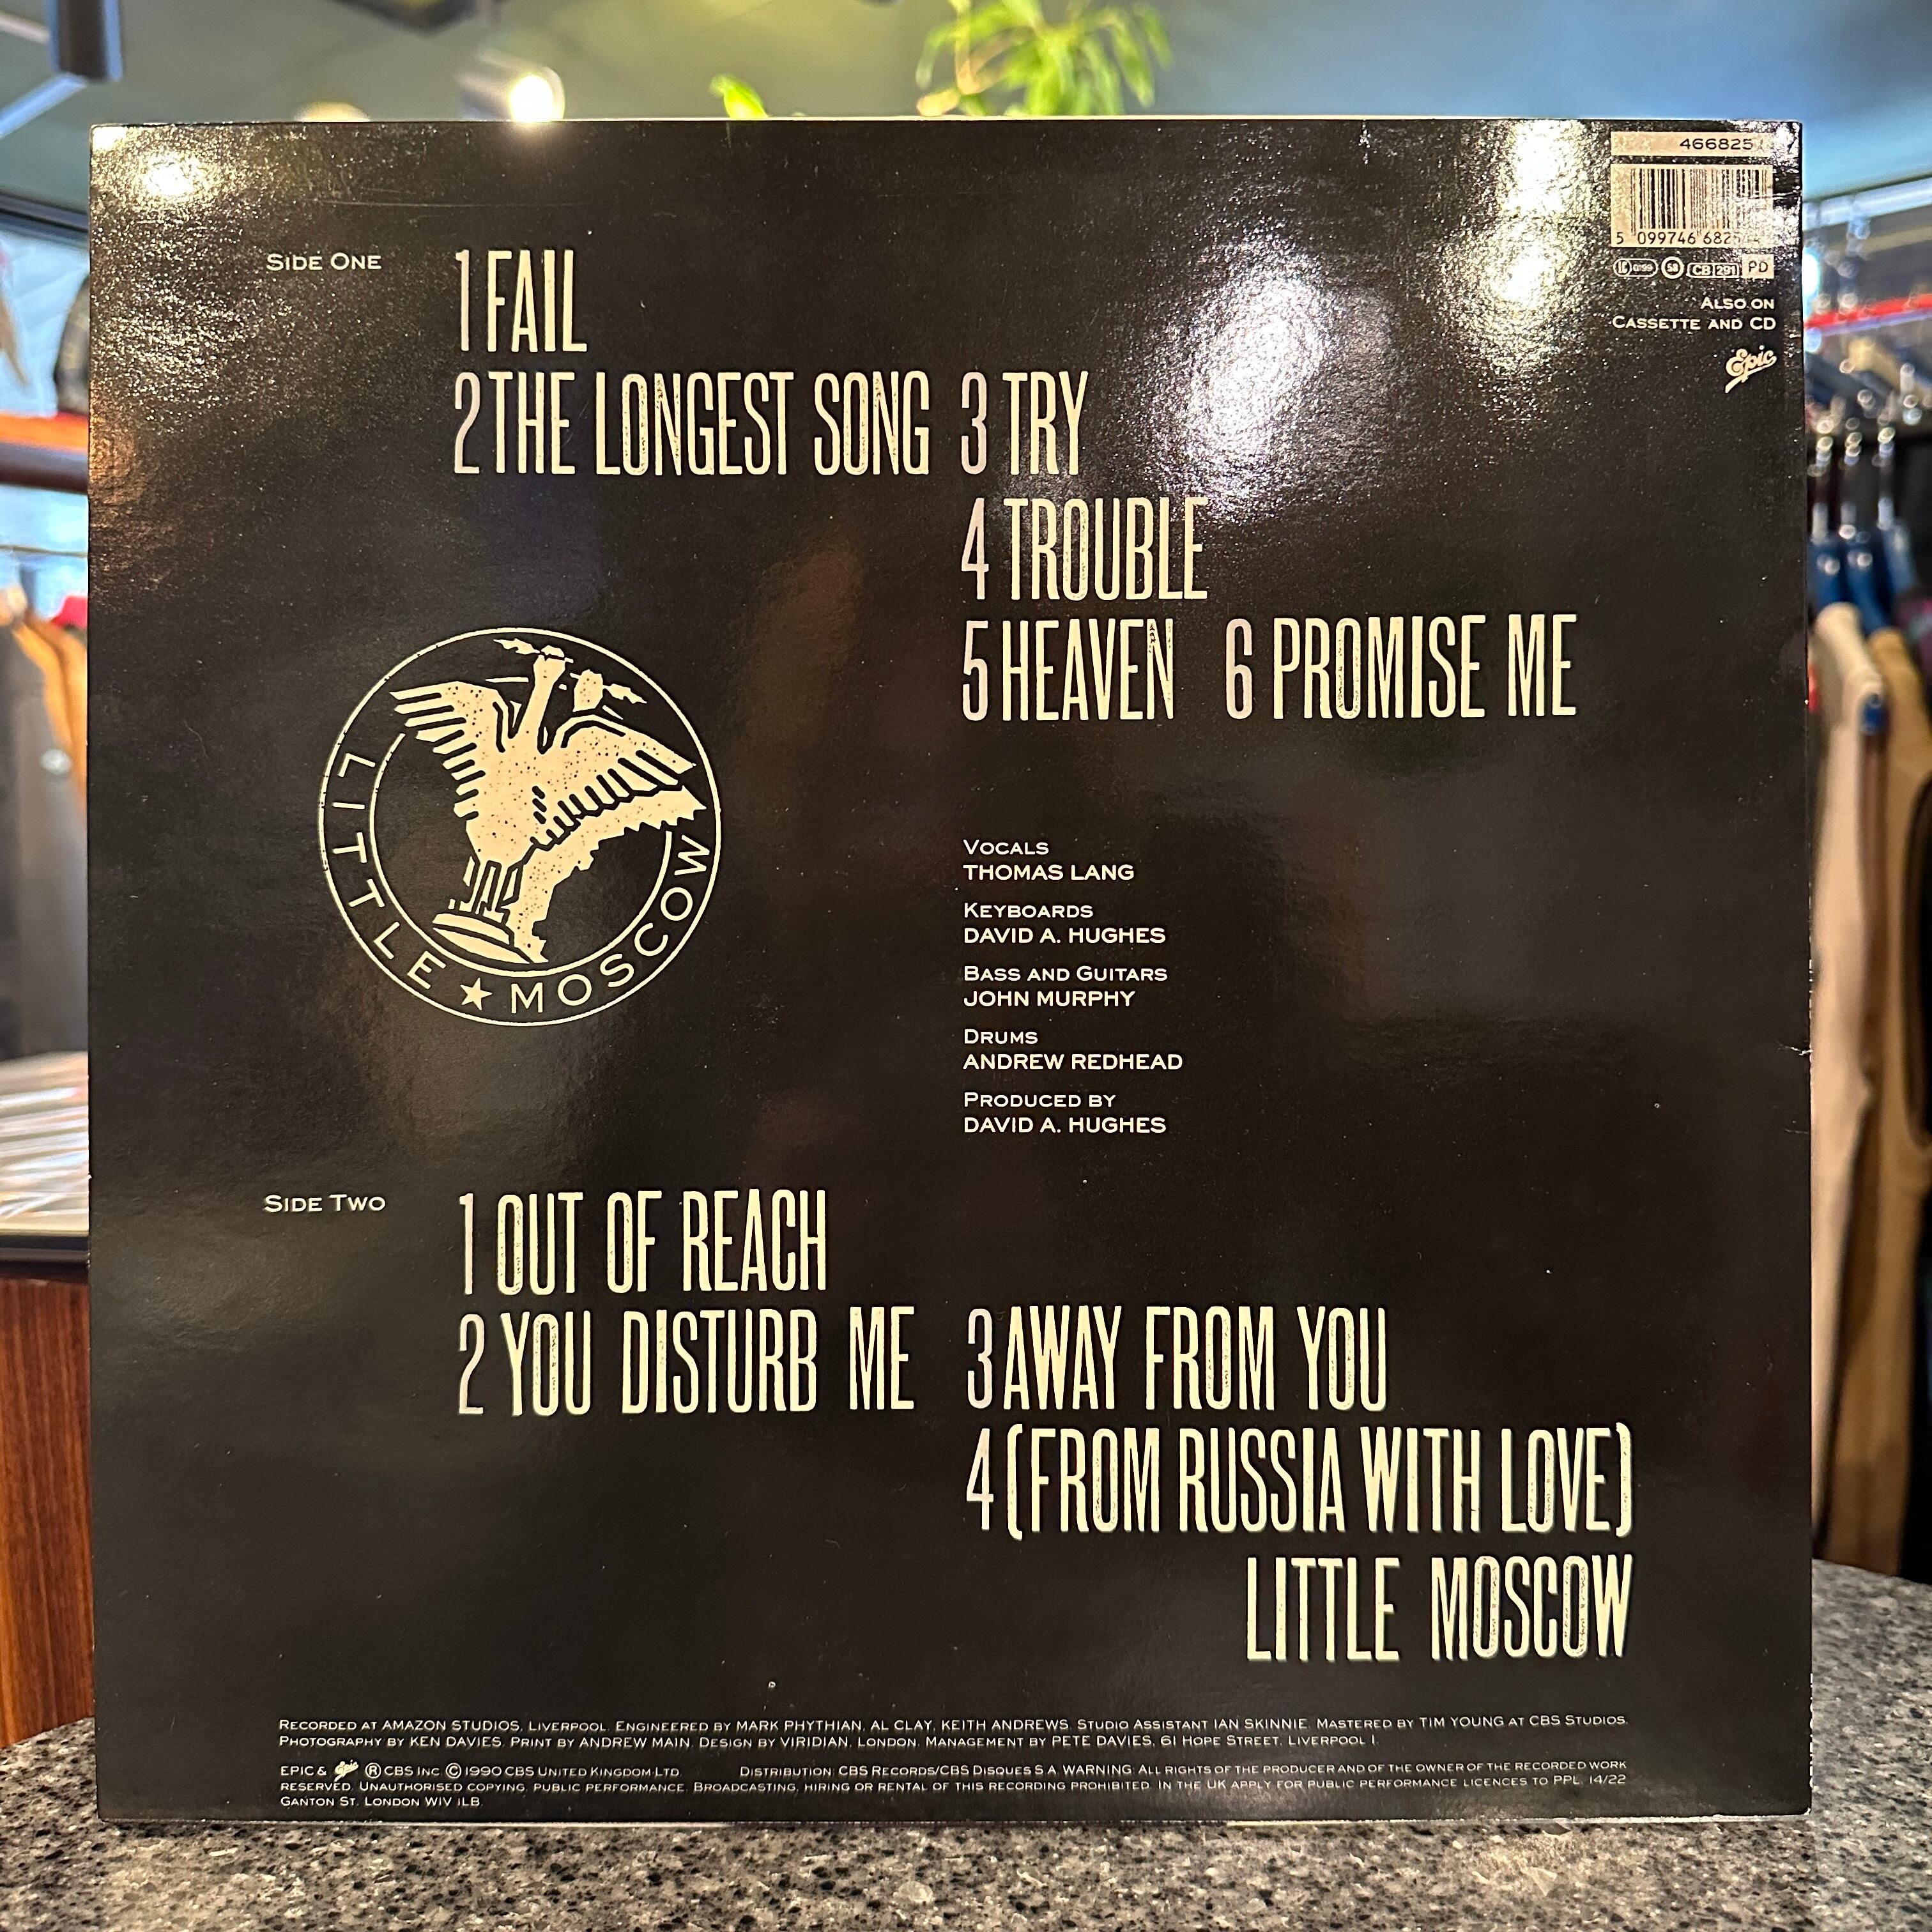 466825
5 099746 682
CB 291
PD
ALSO ON
CASSETTE AND CD
Epic
SIDE ONE
1 FAIL
2 THE LONGEST SONG 3 TRY
4 TROUBLE
5 HEAVEN 6 PROMISE ME
LITTLE ★ MOSCOW
VOCALS
THOMAS LANG
KEYBOARDS
DAVID A. HUGHES
BASS AND GUITARS
JOHN MURPHY
DRUMS
ANDREW REDHEAD
PRODUCED BY
DAVID A. HUGHES
SIDE TWO
1 OUT OF REACH
2 YOU DISTURB ME 3 AWAY FROM YOU
4 (FROM RUSSIA WITH LOVE)
LITTLE MOSCOW
RECORDED AT AMAZON STUDIOS, LIVERPOOL. ENGINEERED BY MARK PHYTHIAN, AL CLAY, KEITH ANDREWS. STUDIO ASSISTANT IAN SKINNIE. MASTERED BY TIM YOUNG AT CBS STUDIOS.
PHOTOGRAPHY BY KEN DAVIES. PRINT BY ANDREW MAIN. DESIGN BY VIRIDIAN, LONDON. MANAGEMENT BY PETE DAVIES, 61 HOPE STREET, LIVERPOOL 1.
EPIC & Epic ® CBS INC © 1990 CBS UNITED KINGDOM LTD. DISTRIBUTION: CBS RECORDS/CBS DISQUES S.A. WARNING: ALL RIGHTS OF THE PRODUCER AND OF THE OWNER OF THE RECORDED WORK
RESERVED. UNAUTHORISED COPYING, PUBLIC PERFORMANCE, BROADCASTING, HIRING OR RENTAL OF THIS RECORDING PROHIBITED. IN THE UK APPLY FOR PUBLIC PERFORMANCE LICENCES TO PPL, 14/22
GANTON ST. LONDON W1V 1LB.